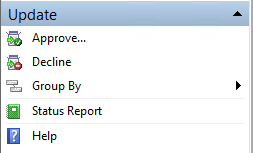 Update
Approve...
Decline
Group By
Status Report
Help